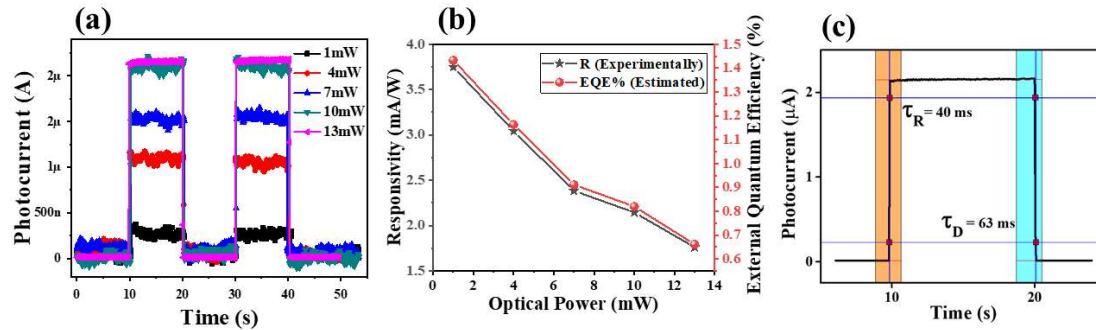 (a)
Photocurrent (A)
2μ
2μ
1μ
500n
0
0 10 20 30 40 50
Time (s)
1mW
4mW
7mW
10mW
13mW
(b)
Responsivity (mA/W)
4.0
3.5
3.0
2.5
2.0
1.5
0 2 4 6 8 10 12 14
Optical Power (mW)
R (Experimentally)
EQE% (Estimated)
1.5
1.4
1.3
1.2
1.1
1.0
0.9
0.8
0.7
0.6
External Quantum Efficiency (%)
(c)
Photocurrent (μA)
2
1
0
10 20
Time (s)
τR = 40 ms
τD = 63 ms